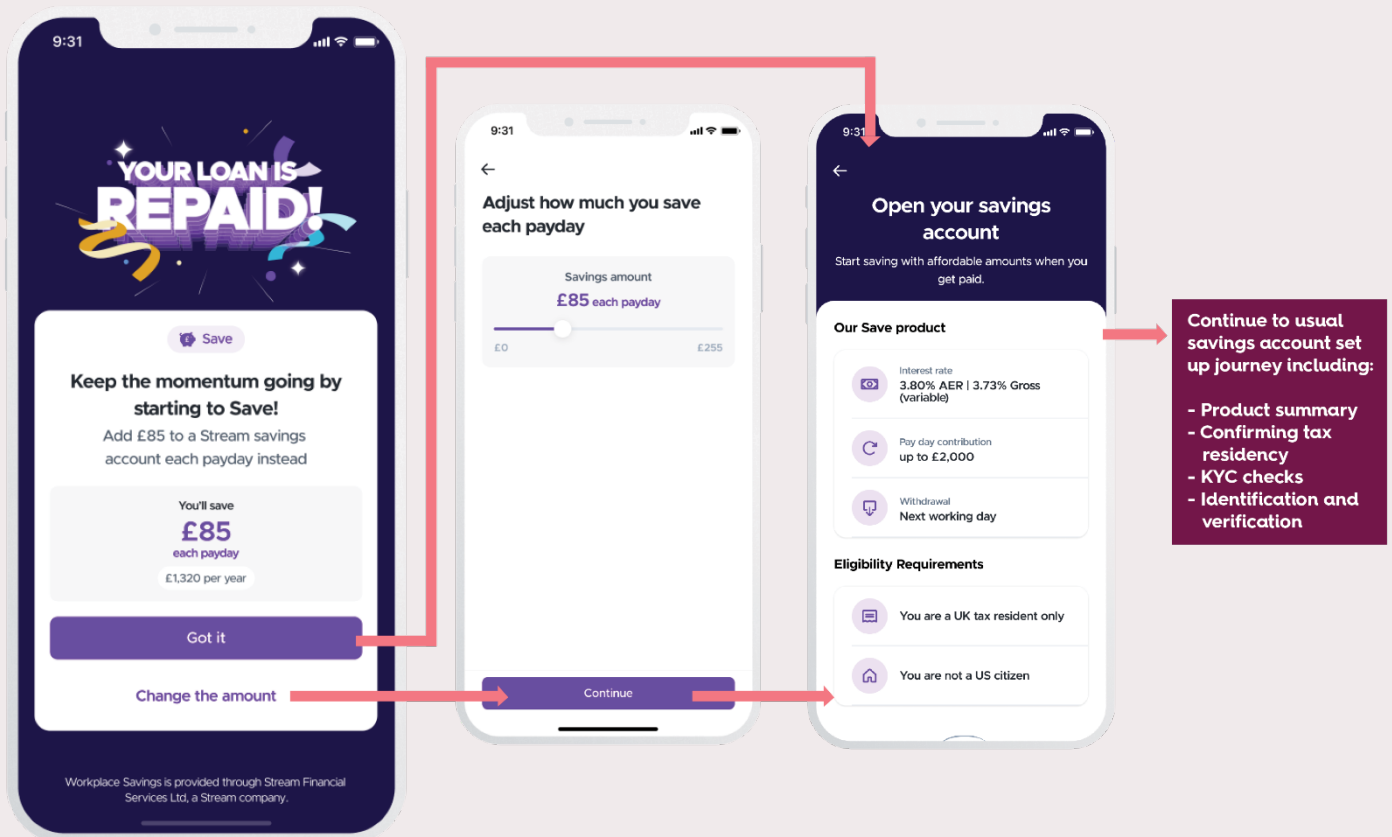 9:31
YOUR LOAN IS
REPAID!
Save
Keep the momentum going by
starting to Save!
Add £85 to a Stream savings
account each payday instead
You'll save
£85
each payday
£1,320 per year
Got it
Change the amount
Workplace Savings is provided through Stream Financial
Services Ltd, a Stream company.
9:31
Adjust how much you save
each payday
Savings amount
£85 each payday
£0 £255
Continue
9:31
Open your savings
account
Start saving with affordable amounts when you
get paid.
Our Save product
Interest rate
3.80% AER | 3.73% Gross
(variable)
Pay day contribution
up to £2,000
Withdrawal
Next working day
Eligibility Requirements
You are a UK tax resident only
You are not a US citizen
Continue to usual
savings account set
up journey including:
- Product summary
- Confirming tax
residency
- KYC checks
- Identification and
verification